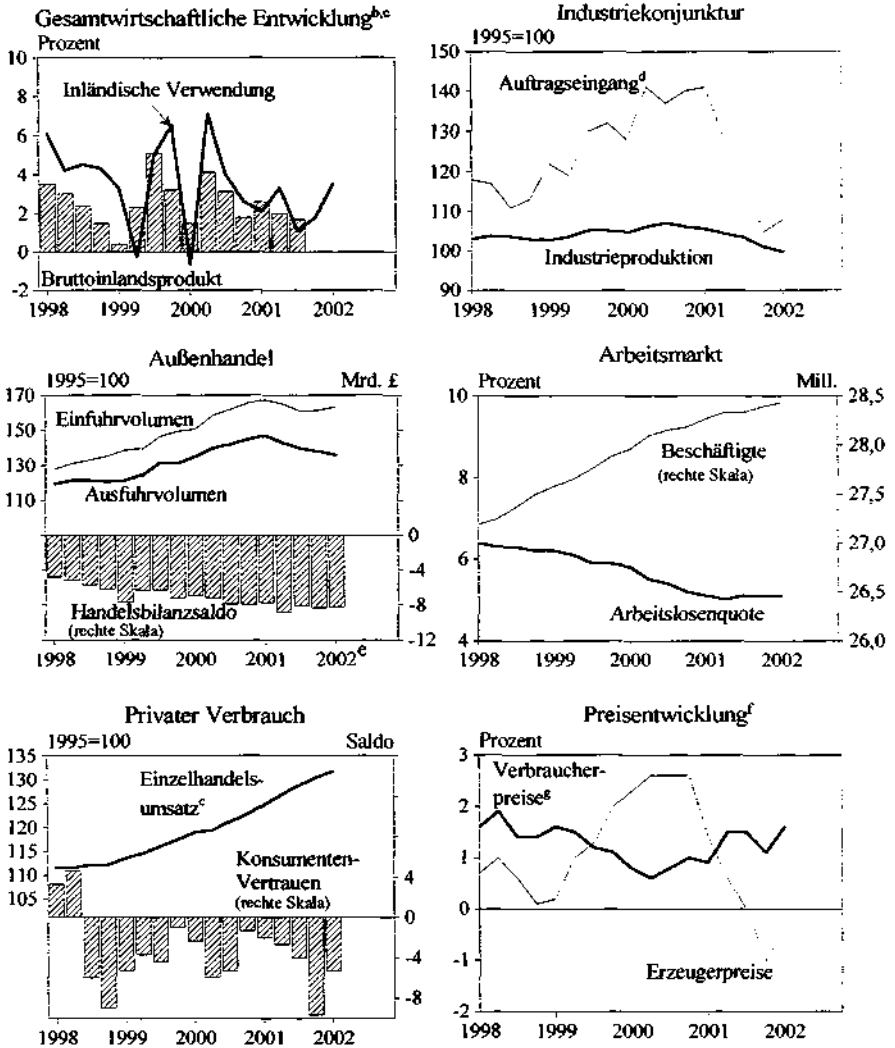 Gesamtwirtschaftliche Entwicklung^b,c
Prozent
10
8
6
4
2
0
-2
Inländische Verwendung
Bruttoinlandsprodukt
1998 1999 2000 2001 2002
Industriekonjunktur
1995=100
150
140
130
120
110
100
90
Auftragseingang^d
Industrieproduktion
1998 1999 2000 2001 2002
Außenhandel
1995=100 Mrd. £
170
150
130
110
Einfuhrvolumen
Ausfuhrvolumen
0
-4
-8
-12
Handelsbilanzsaldo
(rechte Skala)
1998 1999 2000 2001 2002^e
Arbeitsmarkt
Prozent Mill.
10
8
6
4
28,5
28,0
27,5
27,0
26,5
26,0
Beschäftigte
(rechte Skala)
Arbeitslosenquote
1998 1999 2000 2001 2002
Privater Verbrauch
1995=100 Saldo
135
130
125
120
115
110
105
Einzelhandels-
umsatz^c
Konsumenten-
Vertrauen
(rechte Skala)
4
0
-4
-8
1998 1999 2000 2001 2002
Preisentwicklung^f
Prozent
3
2
1
0
-1
-2
Verbraucher-
preise^g
Erzeugerpreise
1998 1999 2000 2001 2002